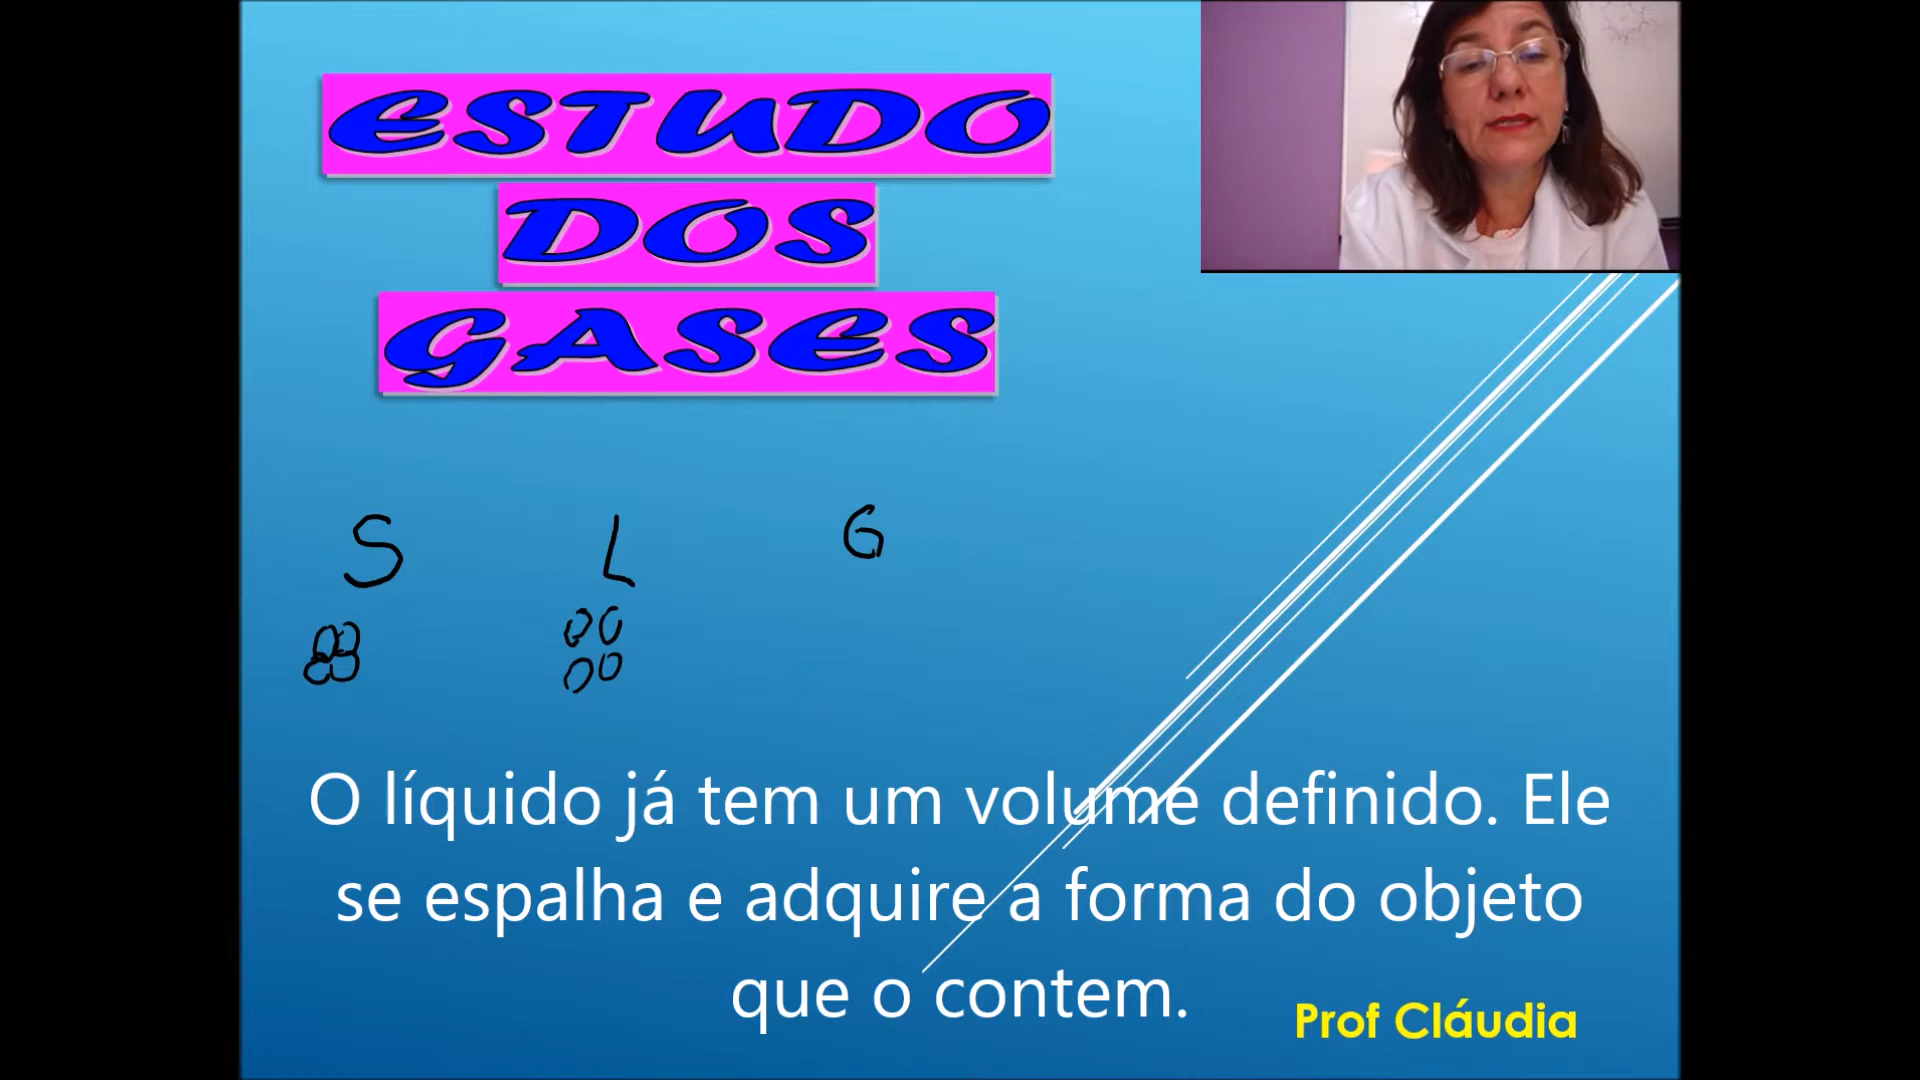 ESTUDO
DOS
GASES
S L G
O líquido já tem um volume definido. Ele
se espalha e adquire a forma do objeto
que o contem.
Prof Cláudia